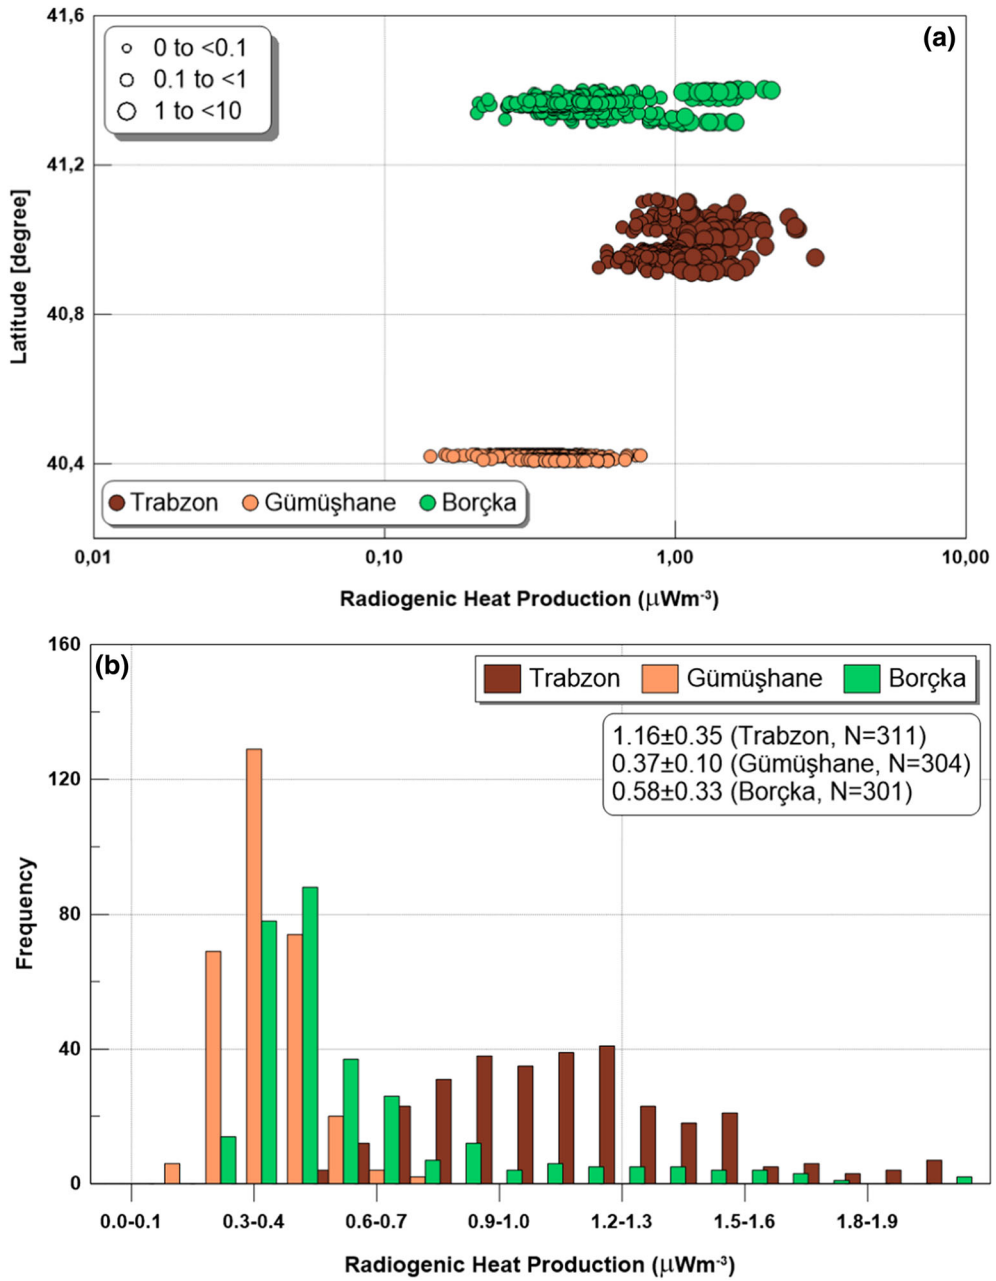 41,6
(a)
0 to <0.1
0.1 to <1
1 to <10
41,2
Latitude [degree]
40,8
40,4
Trabzon Gümüşhane Borçka
0,01 0,10 1,00 10,00
Radiogenic Heat Production (μWm-3)
160
(b)
Trabzon Gümüşhane Borçka
1.16±0.35 (Trabzon, N=311)
0.37±0.10 (Gümüşhane, N=304)
0.58±0.33 (Borçka, N=301)
120
Frequency
80
40
0
0.0-0.1 0.3-0.4 0.6-0.7 0.9-1.0 1.2-1.3 1.5-1.6 1.8-1.9
Radiogenic Heat Production (μWm-3)